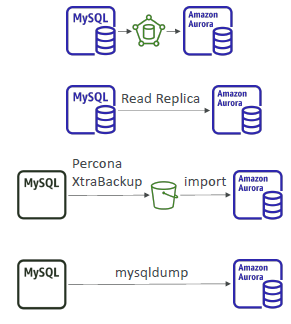 MySQL
Amazon
Aurora
MySQL
Read Replica
Amazon
Aurora
Percona
XtraBackup
MySQL
import
Amazon
Aurora
MySQL
mysqldump
Amazon
Aurora